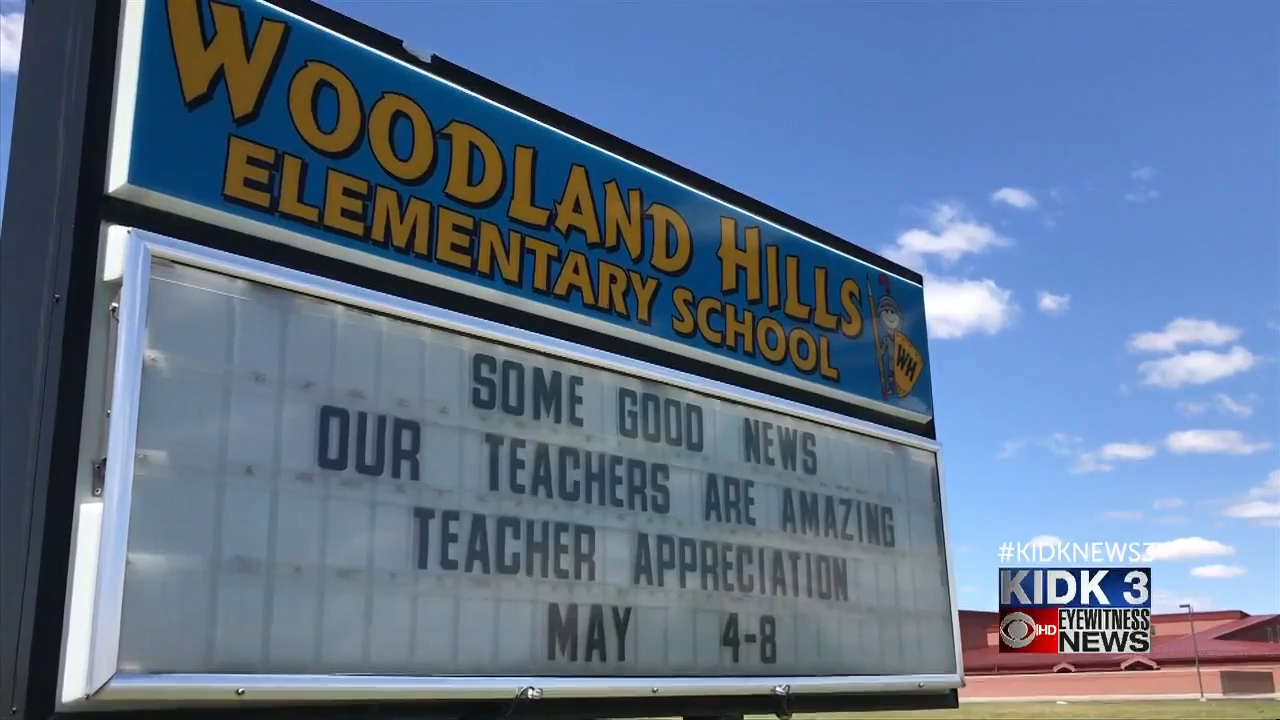 WOODLAND HILLS
ELEMENTARY SCHOOL
WH
SOME GOOD NEWS
OUR TEACHERS ARE AMAZING
TEACHER APPRECIATION
MAY 4-8
#KIDKNEWS3
KIDK 3
HD EYEWITNESS
NEWS